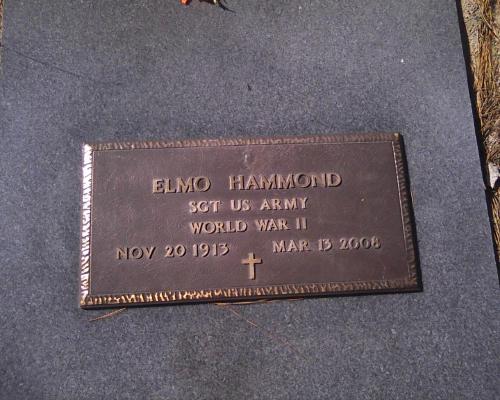 ELMO HAMMOND
SGT US ARMY
WORLD WAR II
NOV 20 1913 MAR 13 2008